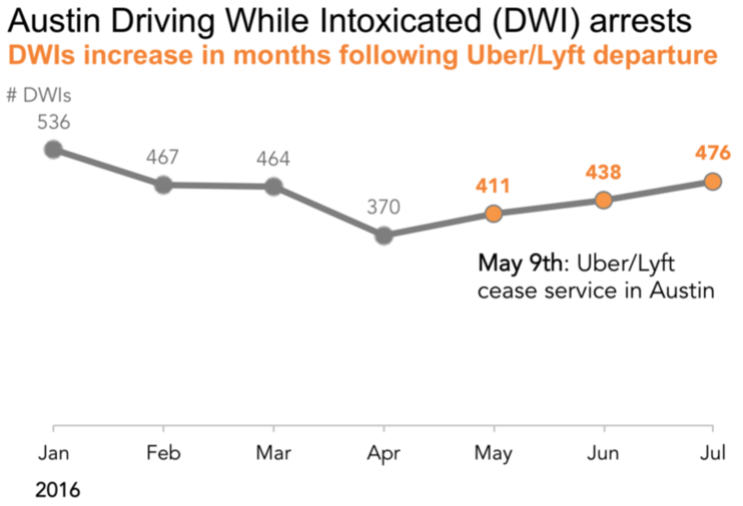 Austin Driving While Intoxicated (DWI) arrests
DWIs increase in months following Uber/Lyft departure
# DWIs
536
467
464
370
411
438
476
May 9th: Uber/Lyft
cease service in Austin
Jan Feb Mar Apr May Jun Jul
2016